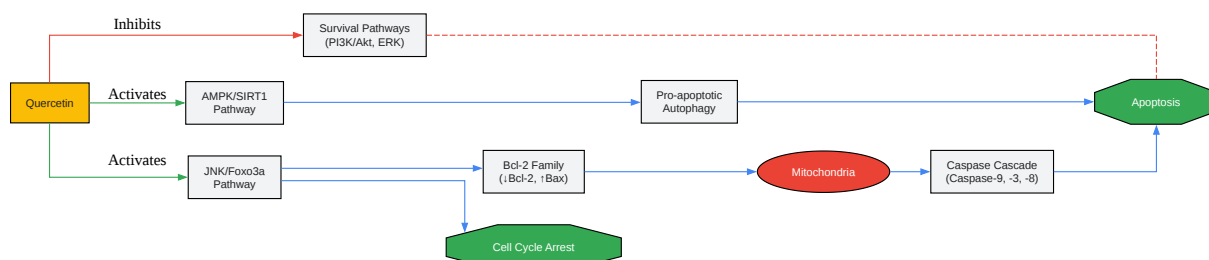 Inhibits
Survival Pathways
(PI3K/Akt, ERK)
Quercetin
Activates
AMPK/SIRT1
Pathway
Pro-apoptotic
Autophagy
Apoptosis
Activates
JNK/Foxo3a
Pathway
Bcl-2 Family
(↓Bcl-2, ↑Bax)
Mitochondria
Caspase Cascade
(Caspase-9, -3, -8)
Cell Cycle Arrest